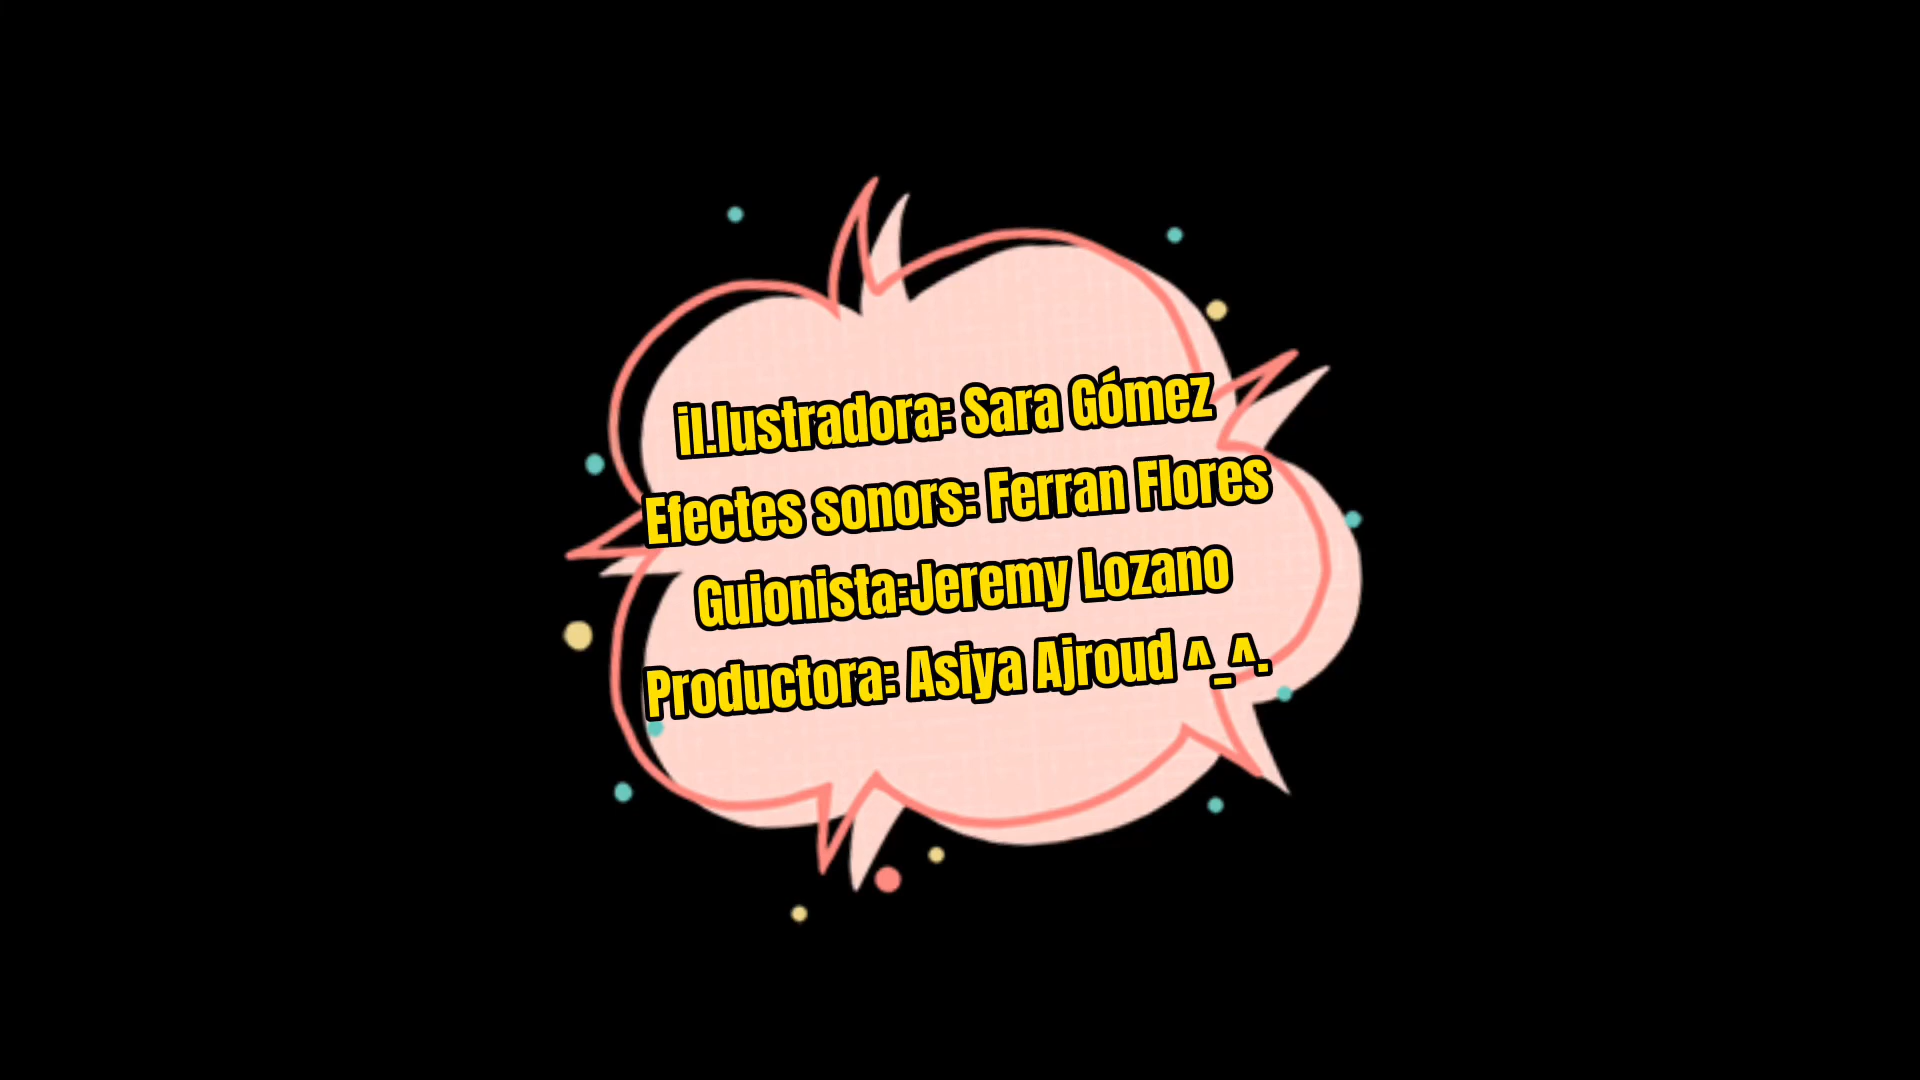 il.lustradora: Sara Gómez
Efectes sonors: Ferran Flores
Guionista:Jeremy Lozano
Productora: Asiya Ajroud ^_^.